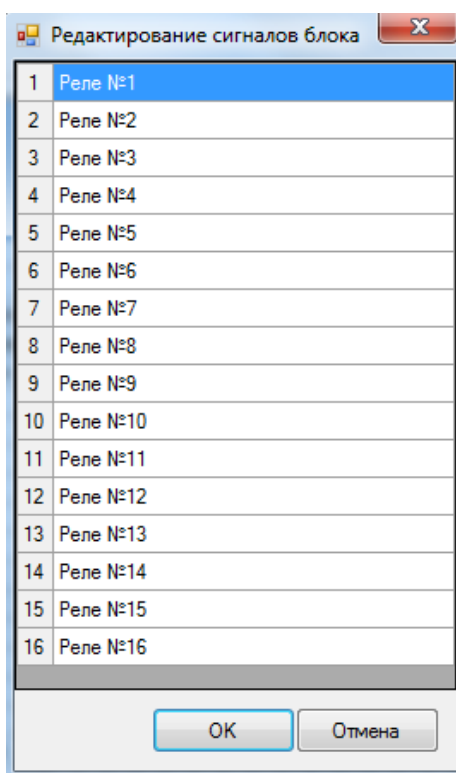 Редактирование сигналов блока
1 Реле №1
2 Реле №2
3 Реле №3
4 Реле №4
5 Реле №5
6 Реле №6
7 Реле №7
8 Реле №8
9 Реле №9
10 Реле №10
11 Реле №11
12 Реле №12
13 Реле №13
14 Реле №14
15 Реле №15
16 Реле №16
OK Отмена